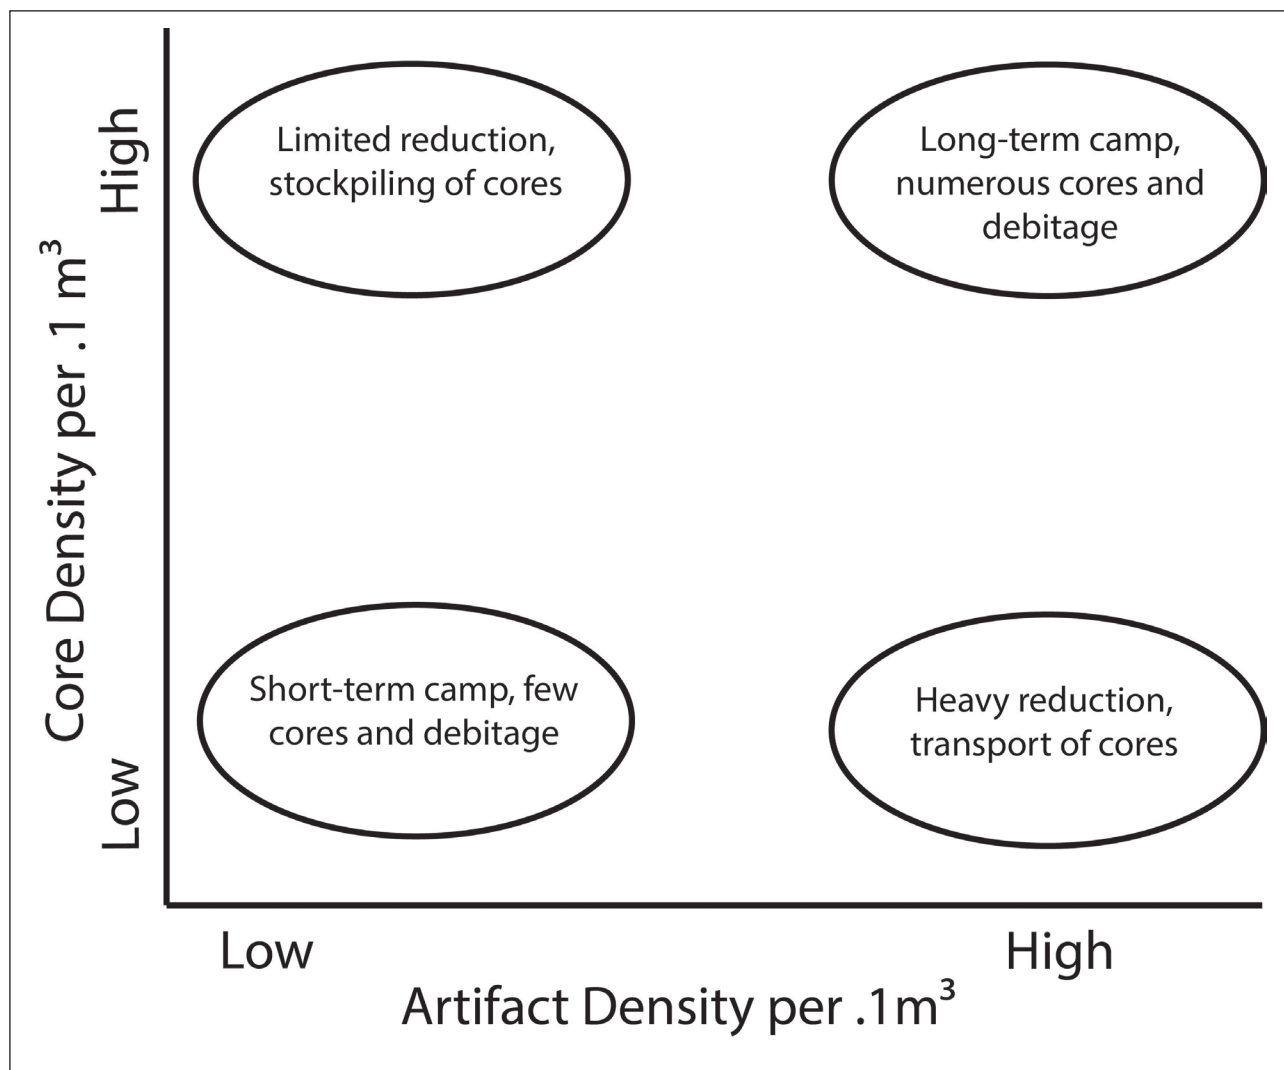 High
Core Density per .1 m³
Low
Limited reduction,
stockpiling of cores
Long-term camp,
numerous cores and
debitage
Short-term camp, few
cores and debitage
Heavy reduction,
transport of cores
Low
High
Artifact Density per .1m³